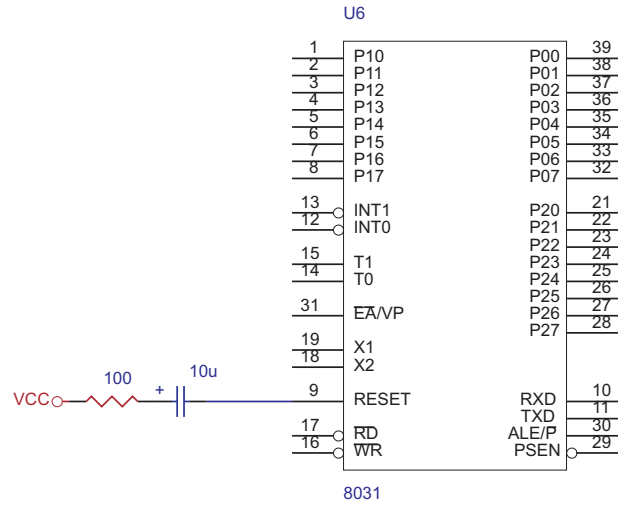 U6
1 P10 P00 39
2 P11 P01 38
3 P12 P02 37
4 P13 P03 36
5 P14 P04 35
6 P15 P05 34
7 P16 P06 33
8 P17 P07 32
13 INT1 P20 21
12 INT0 P21 22
P22 23
15 T1 P23 24
14 T0 P24 25
P25 26
31 E̅A̅/VP P26 27
P27 28
19 X1
18 X2
VCC 100 + 10u 9 RESET RXD 10
TXD 11
17 R̅D̅ ALE/P̅ 30
16 W̅R̅ PSEN 29
8031